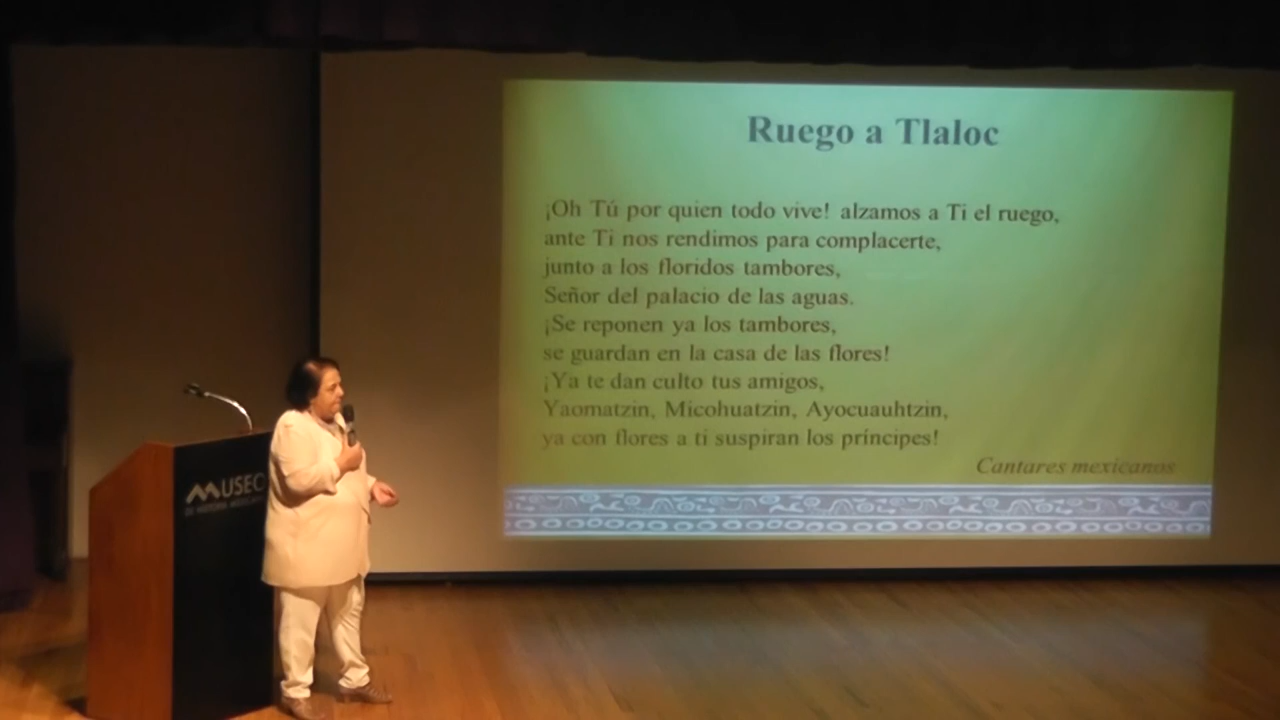 Ruego a Tlaloc
¡Oh Tú por quien todo vive! alzamos a Ti el ruego,
ante Ti nos rendimos para complacerte,
junto a los floridos tambores,
Señor del palacio de las aguas.
¡Se reponen ya los tambores,
se guardan en la casa de las flores!
¡Ya te dan culto tus amigos,
Yaomatzin, Micohuatzin, Ayocuauhtzin,
ya con flores a ti suspiran los príncipes!
Cantares mexicanos
MUSEO
DE HISTORIA